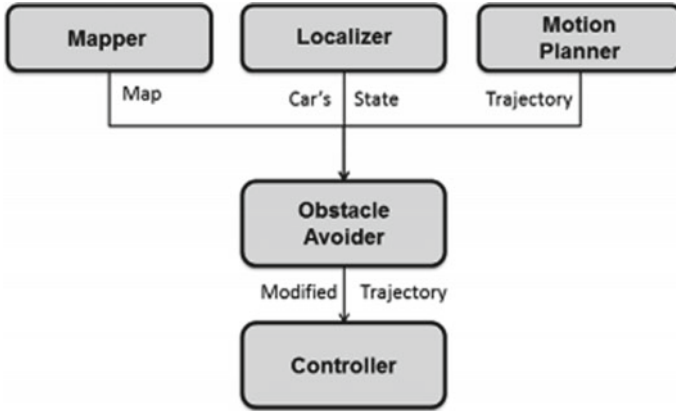 Mapper
Localizer
Motion
Planner
Map
Car's State
Trajectory
Obstacle
Avoider
Modified Trajectory
Controller